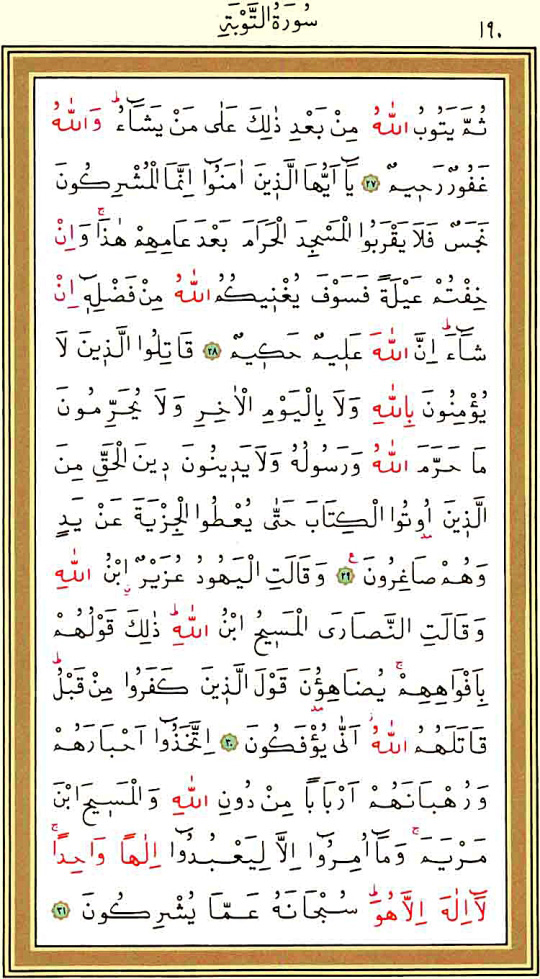 سُورَةُ التَّوْبَةِ ١٩٠
ثُمَّ يَتُوبُ اللّٰهُ مِنْ بَعْدِ ذٰلِكَ عَلٰى مَنْ يَشَٓاءُۜ وَاللّٰهُ
غَفُورٌ رَحٖيمٌ ﴿٢٧﴾ يَٓا اَيُّهَا الَّذٖينَ اٰمَنُٓوا اِنَّمَا الْمُشْرِكُونَ
نَجَسٌ فَلَا يَقْرَبُوا الْمَسْجِدَ الْحَرَامَ بَعْدَ عَامِهِمْ هٰذَاۚ وَاِنْ
خِفْتُمْ عَيْلَةً فَسَوْفَ يُغْنٖيكُمُ اللّٰهُ مِنْ فَضْلِهٖٓ اِنْ
شَٓاءَۜ اِنَّ اللّٰهَ عَلٖيمٌ حَكٖيمٌ ﴿٢٨﴾ قَاتِلُوا الَّذٖينَ لَا
يُؤْمِنُونَ بِاللّٰهِ وَلَا بِالْيَوْمِ الْاٰخِرِ وَلَا يُحَرِّمُونَ
مَا حَرَّمَ اللّٰهُ وَرَسُولُهُ وَلَا يَدٖينُونَ دٖينَ الْحَقِّ مِنَ
الَّذٖينَ اُو۫تُوا الْكِتَابَ حَتّٰى يُعْطُوا الْجِزْيَةَ عَنْ يَدٍ
وَهُمْ صَاغِرُونَࣖ ﴿٢٩﴾ وَقَالَتِ الْيَهُودُ عُزَيْرٌۨ ابْنُ اللّٰهِ
وَقَالَتِ النَّصَارَى الْمَسٖيحُ ابْنُ اللّٰهِۜ ذٰلِكَ قَوْلُهُمْ
بِاَفْوَاهِهِمْۚ يُضَاهِؤُ۫نَ قَوْلَ الَّذٖينَ كَفَرُوا مِنْ قَبْلُۜ
قَاتَلَهُمُ اللّٰهُۘ اَنّٰى يُؤْفَكُونَ ﴿٣٠﴾ اِتَّخَذُٓوا اَحْبَارَهُمْ
وَرُهْبَانَهُمْ اَرْبَابًا مِنْ دُونِ اللّٰهِ وَالْمَسٖيحَ ابْنَ
مَرْيَمَۚ وَمَٓا اُمِرُٓوا اِلَّا لِيَعْبُدُٓوا اِلٰهًا وَاحِدًاۚ
لَٓا اِلٰهَ اِلَّا هُوَۜ سُبْحَانَهُ عَمَّا يُشْرِكُونَ ﴿٣١﴾